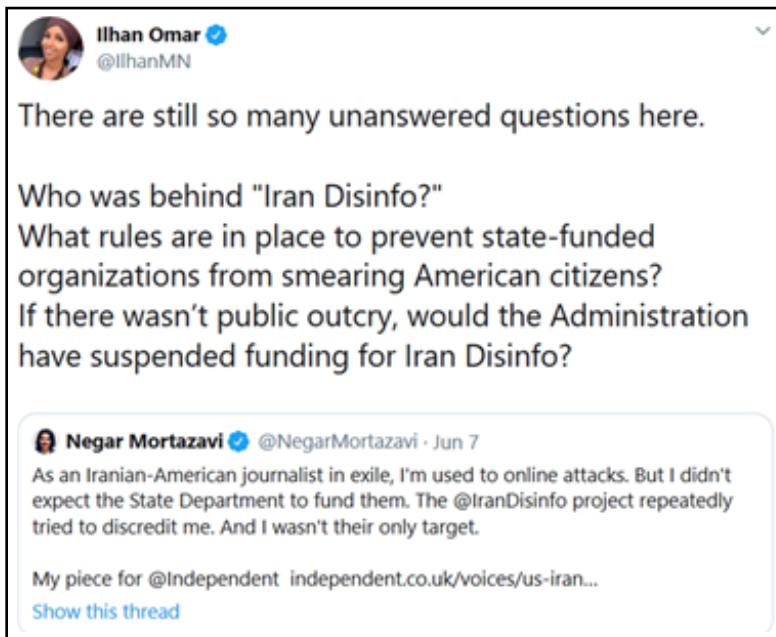 Ilhan Omar
@IlhanMN
There are still so many unanswered questions here.
Who was behind "Iran Disinfo?"
What rules are in place to prevent state-funded
organizations from smearing American citizens?
If there wasn't public outcry, would the Administration
have suspended funding for Iran Disinfo?
Negar Mortazavi @NegarMortazavi · Jun 7
As an Iranian-American journalist in exile, I'm used to online attacks. But I didn't
expect the State Department to fund them. The @IranDisinfo project repeatedly
tried to discredit me. And I wasn't their only target.
My piece for @Independent independent.co.uk/voices/us-iran...
Show this thread